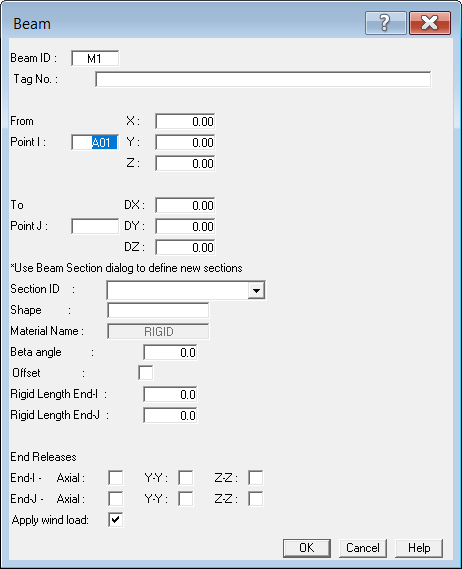 Beam ?
Beam ID : M1
Tag No. :
From X : 0.00
Point I : A01 Y : 0.00
Z : 0.00
To DX : 0.00
Point J : DY : 0.00
DZ : 0.00
*Use Beam Section dialog to define new sections
Section ID :
Shape :
Material Name : RIGID
Beta angle : 0.0
Offset :
Rigid Length End-I : 0.0
Rigid Length End-J : 0.0
End Releases
End-I - Axial : Y-Y : Z-Z :
End-J - Axial : Y-Y : Z-Z :
Apply wind load:
OK Cancel Help